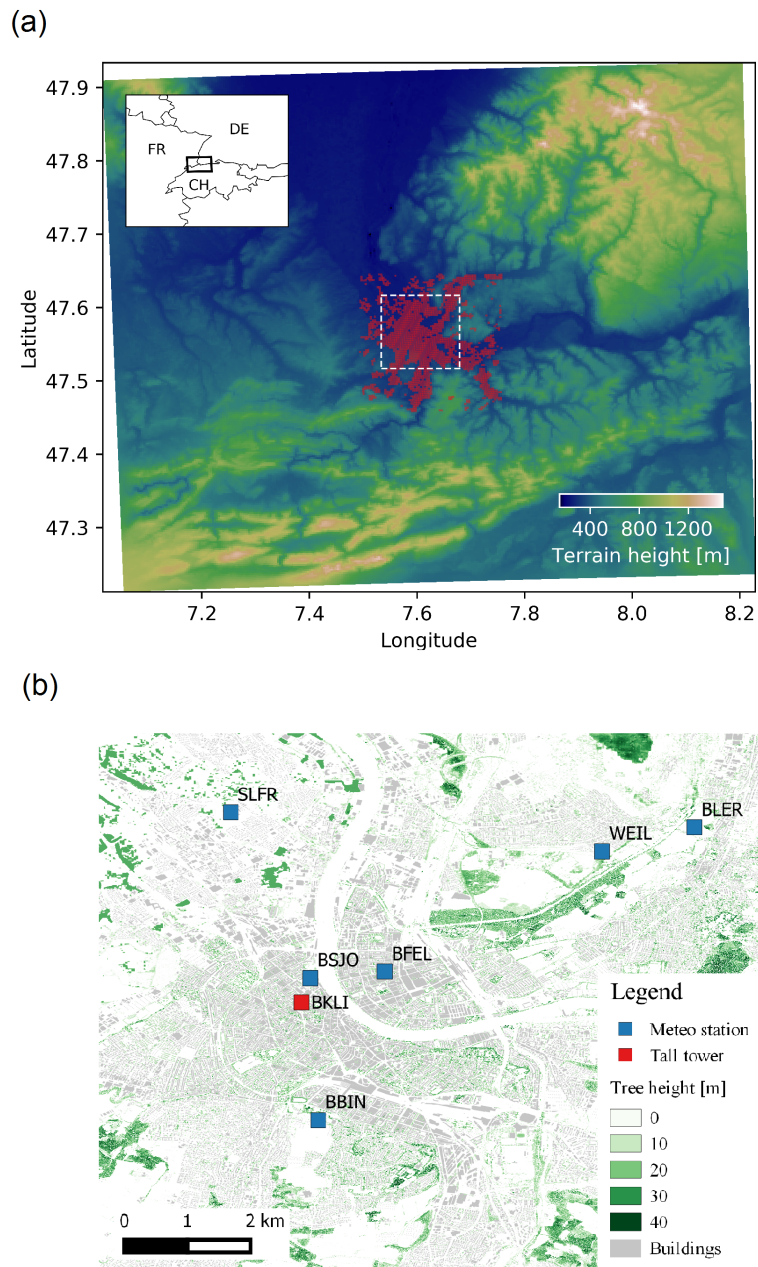 (a)
47.9
47.8
47.7
47.6
47.5
47.4
47.3
Latitude
FR
DE
CH
400 800 1200
Terrain height [m]
7.2 7.4 7.6 7.8 8.0 8.2
Longitude
(b)
SLFR
BLER
WEIL
BSJO
BFEL
BKLI
BBIN
0 1 2 km
Legend
Meteo station
Tall tower
Tree height [m]
0
10
20
30
40
Buildings